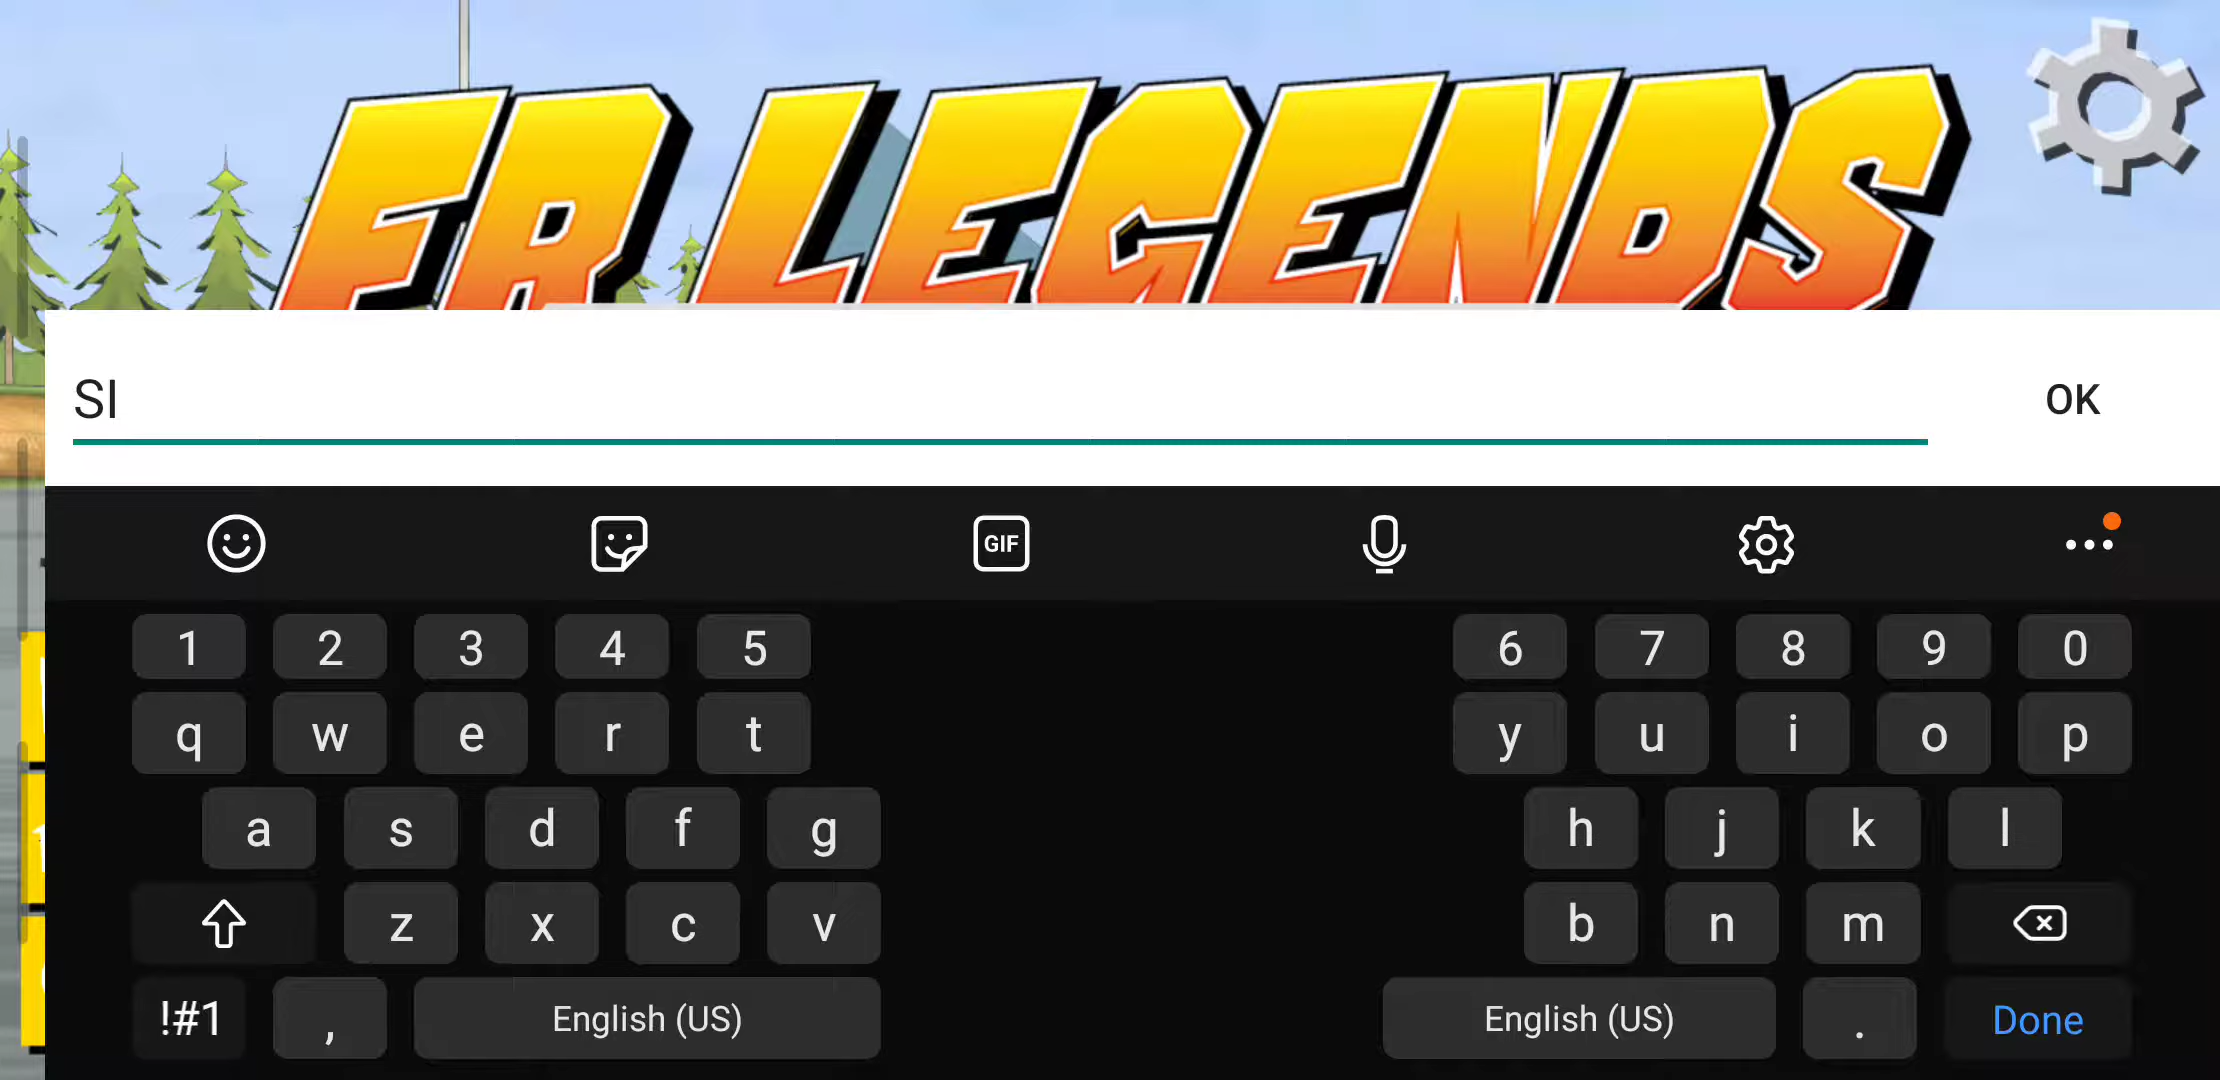 FR LEGENDS
Sl
OK
GIF
1 2 3 4 5 6 7 8 9 0
q w e r t y u i o p
a s d f g h j k l
z x c v b n m
!#1 , English (US) English (US) . Done